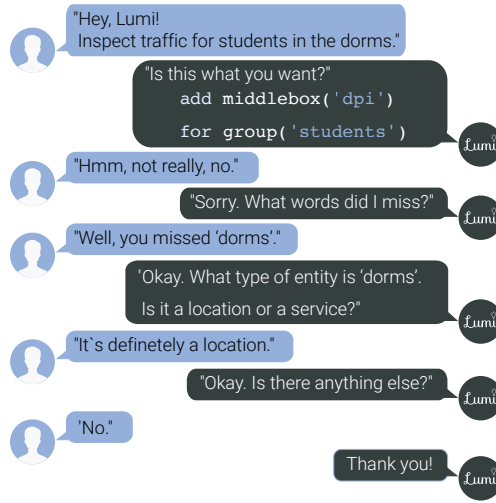 "Hey, Lumi!
Inspect traffic for students in the dorms."
"Is this what you want?"
add middlebox('dpi')
for group('students')
Lumi
"Hmm, not really, no."
"Sorry. What words did I miss?"
Lumi
"Well, you missed ‘dorms’."
'Okay. What type of entity is ‘dorms’.
Is it a location or a service?"
Lumi
"It`s definetely a location."
"Okay. Is there anything else?"
Lumi
'No."
Thank you!
Lumi